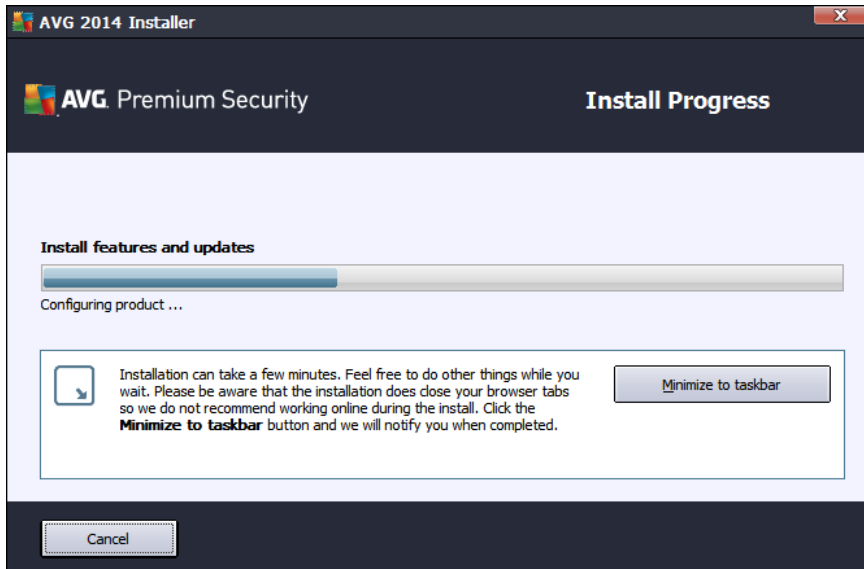 AVG 2014 Installer
AVG. Premium Security
Install Progress
Install features and updates
Configuring product ...
Installation can take a few minutes. Feel free to do other things while you
wait. Please be aware that the installation does close your browser tabs
so we do not recommend working online during the install. Click the
Minimize to taskbar button and we will notify you when completed.
Minimize to taskbar
Cancel